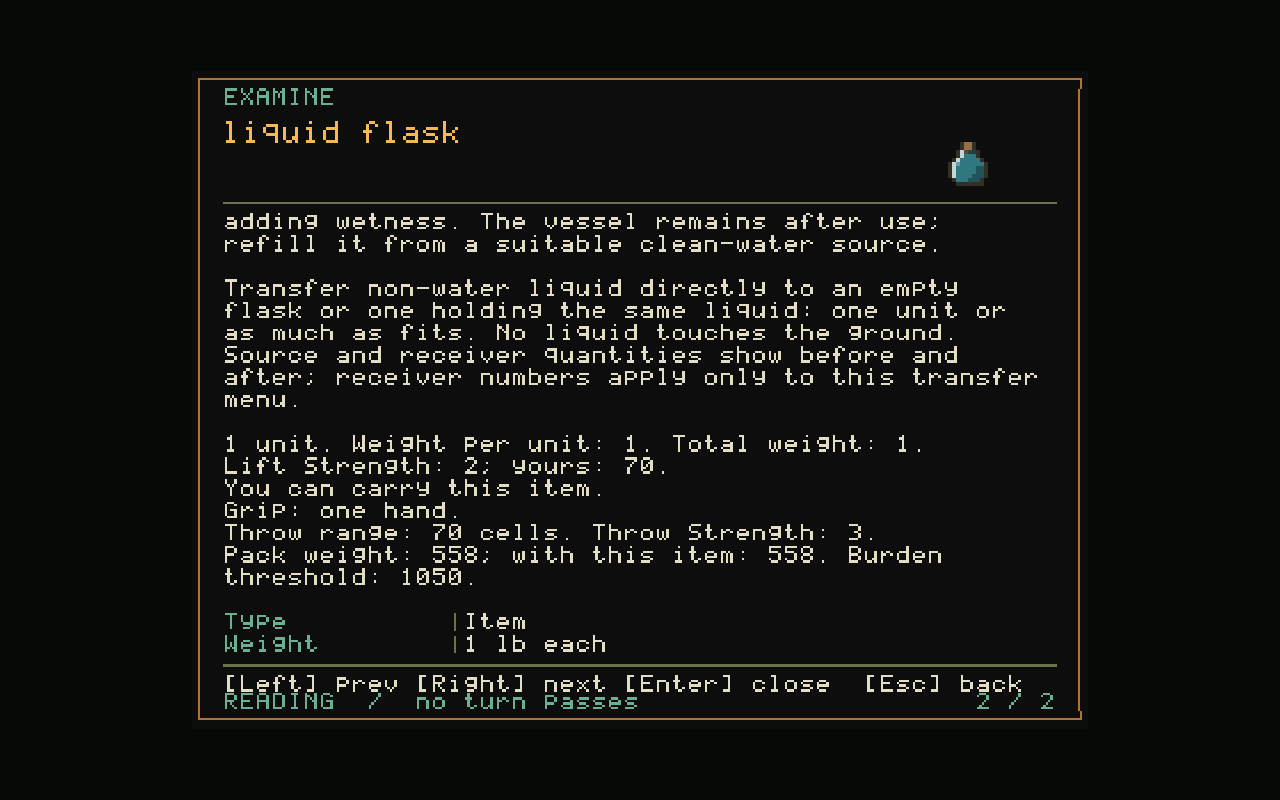 EXAMINE
liquid flask
adding wetness. The vessel remains after use;
refill it from a suitable clean-water source.
Transfer non-water liquid directly to an empty
flask or one holding the same liquid: one unit or
as much as fits. No liquid touches the ground.
Source and receiver quantities show before and
after; receiver numbers apply only to this transfer
menu.
1 unit. Weight per unit: 1. Total weight: 1.
Lift Strength: 2; yours: 70.
You can carry this item.
Grip: one hand.
Throw range: 70 cells. Throw Strength: 3.
Pack weight: 558; with this item: 558. Burden
threshold: 1050.
Type |Item
Weight |1 lb each
[Left] prev [Right] next [Enter] close [Esc] back
READING / no turn passes 2 / 2